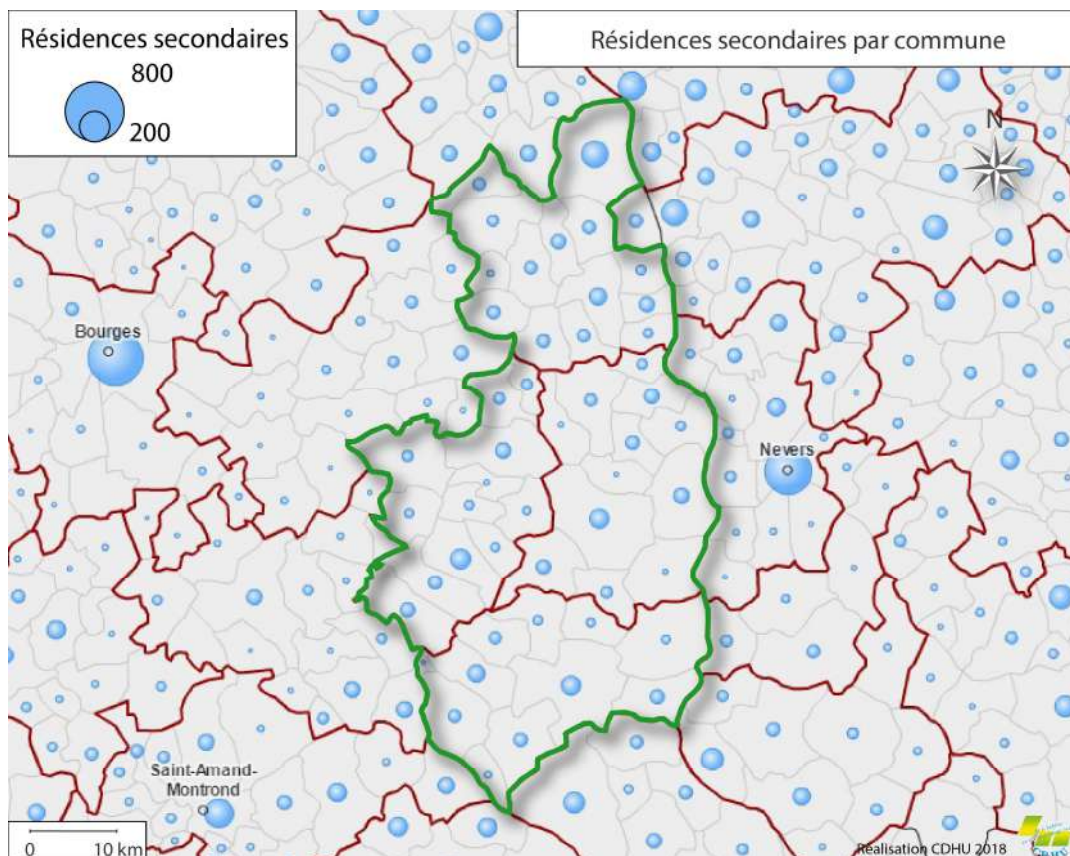 Résidences secondaires
800
200
Résidences secondaires par commune
N
Bourges
Nevers
Saint-Amand-
Montrond
0 10 km
Réalisation CDHU 2018
CDHU